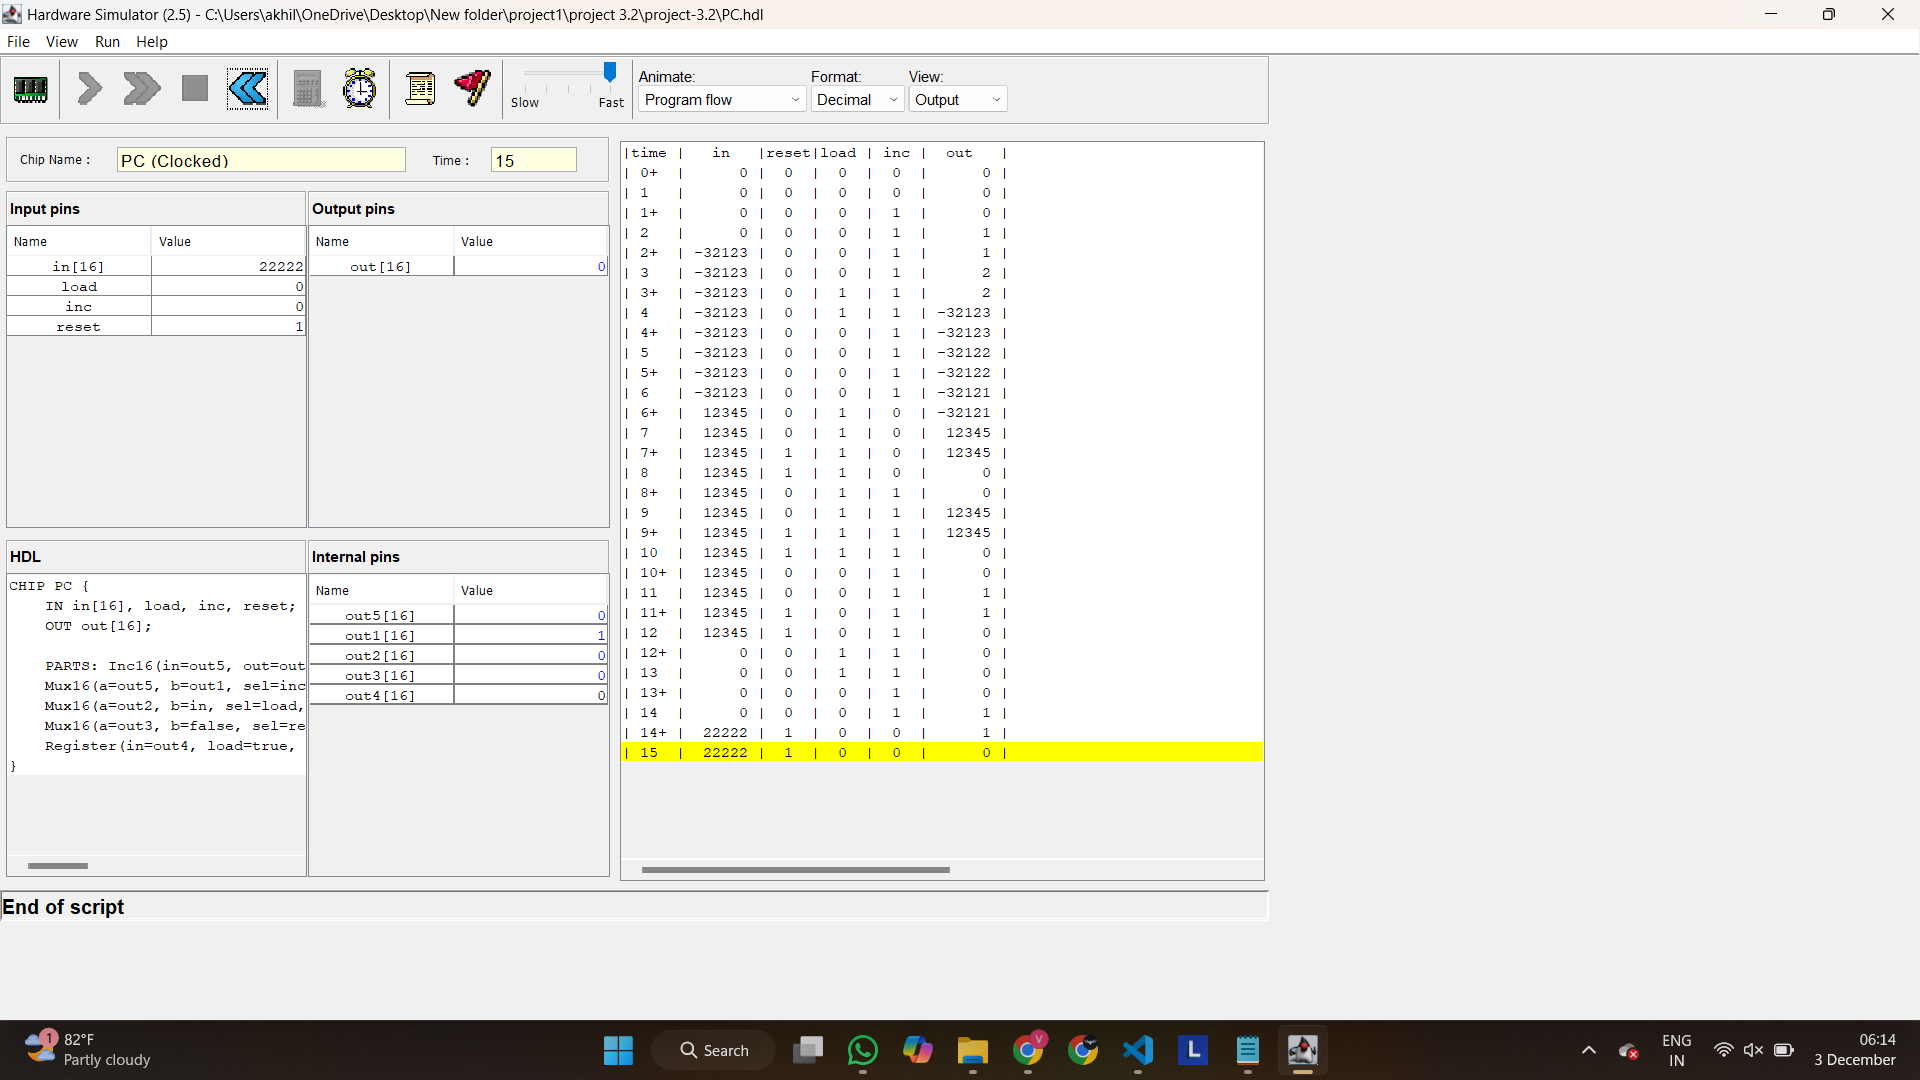 Hardware Simulator (2.5) - C:\Users\akhil\OneDrive\Desktop\New folder\project1\project 3.2\project-3.2\PC.hdl
File View Run Help
Slow Fast
Animate: Format: View:
Program flow Decimal Output
Chip Name : PC (Clocked) Time : 15
Input pins
Name Value
in[16] 22222
load 0
inc 0
reset 1
Output pins
Name Value
out[16] 0
HDL
CHIP PC {
IN in[16], load, inc, reset;
OUT out[16];
PARTS: Inc16(in=out5, out=out
Mux16(a=out5, b=out1, sel=inc
Mux16(a=out2, b=in, sel=load,
Mux16(a=out3, b=false, sel=re
Register(in=out4, load=true,
}
Internal pins
Name Value
out5[16] 0
out1[16] 1
out2[16] 0
out3[16] 0
out4[16] 0
|time | in |reset|load | inc | out |
| 0+ | 0 | 0 | 0 | 0 | 0 |
| 1 | 0 | 0 | 0 | 0 | 0 |
| 1+ | 0 | 0 | 0 | 1 | 0 |
| 2 | 0 | 0 | 0 | 1 | 1 |
| 2+ | -32123 | 0 | 0 | 1 | 1 |
| 3 | -32123 | 0 | 0 | 1 | 2 |
| 3+ | -32123 | 0 | 1 | 1 | 2 |
| 4 | -32123 | 0 | 1 | 1 | -32123 |
| 4+ | -32123 | 0 | 0 | 1 | -32123 |
| 5 | -32123 | 0 | 0 | 1 | -32122 |
| 5+ | -32123 | 0 | 0 | 1 | -32122 |
| 6 | -32123 | 0 | 0 | 1 | -32121 |
| 6+ | 12345 | 0 | 1 | 0 | -32121 |
| 7 | 12345 | 0 | 1 | 0 | 12345 |
| 7+ | 12345 | 1 | 1 | 0 | 12345 |
| 8 | 12345 | 1 | 1 | 0 | 0 |
| 8+ | 12345 | 0 | 1 | 1 | 0 |
| 9 | 12345 | 0 | 1 | 1 | 12345 |
| 9+ | 12345 | 1 | 1 | 1 | 12345 |
| 10 | 12345 | 1 | 1 | 1 | 0 |
| 10+ | 12345 | 0 | 0 | 1 | 0 |
| 11 | 12345 | 0 | 0 | 1 | 1 |
| 11+ | 12345 | 1 | 0 | 1 | 1 |
| 12 | 12345 | 1 | 0 | 1 | 0 |
| 12+ | 0 | 0 | 1 | 1 | 0 |
| 13 | 0 | 0 | 1 | 1 | 0 |
| 13+ | 0 | 0 | 0 | 1 | 0 |
| 14 | 0 | 0 | 0 | 1 | 1 |
| 14+ | 22222 | 1 | 0 | 0 | 1 |
| 15 | 22222 | 1 | 0 | 0 | 0 |
End of script
1
82°F
Partly cloudy
Search
V
L
ENG
IN
06:14
3 December